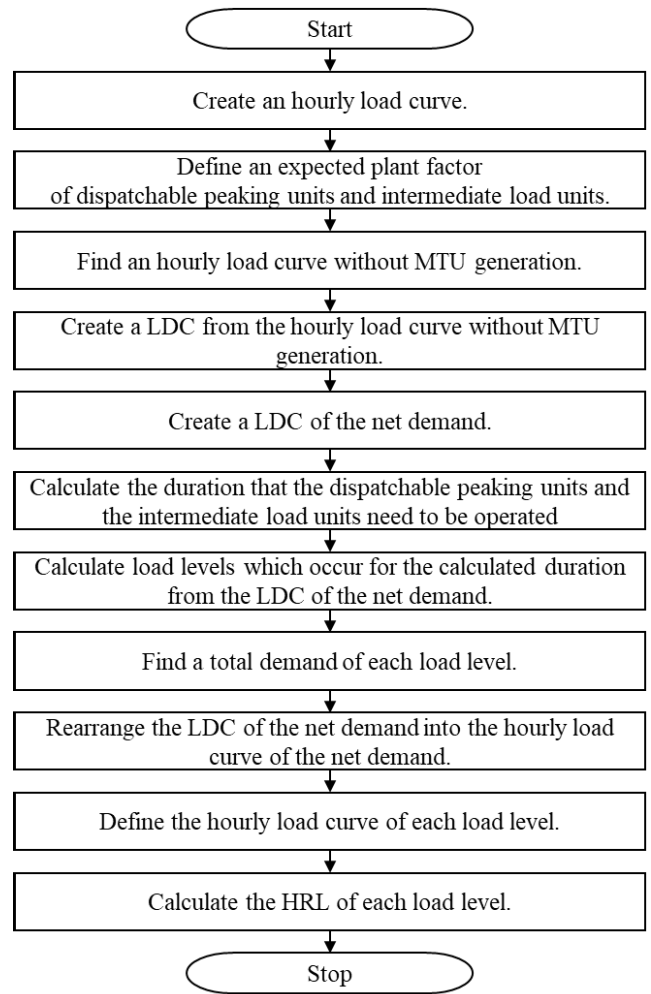 Start
Create an hourly load curve.
Define an expected plant factor
of dispatchable peaking units and intermediate load units.
Find an hourly load curve without MTU generation.
Create a LDC from the hourly load curve without MTU
generation.
Create a LDC of the net demand.
Calculate the duration that the dispatchable peaking units and
the intermediate load units need to be operated
Calculate load levels which occur for the calculated duration
from the LDC of the net demand.
Find a total demand of each load level.
Rearrange the LDC of the net demand into the hourly load
curve of the net demand.
Define the hourly load curve of each load level.
Calculate the HRL of each load level.
Stop